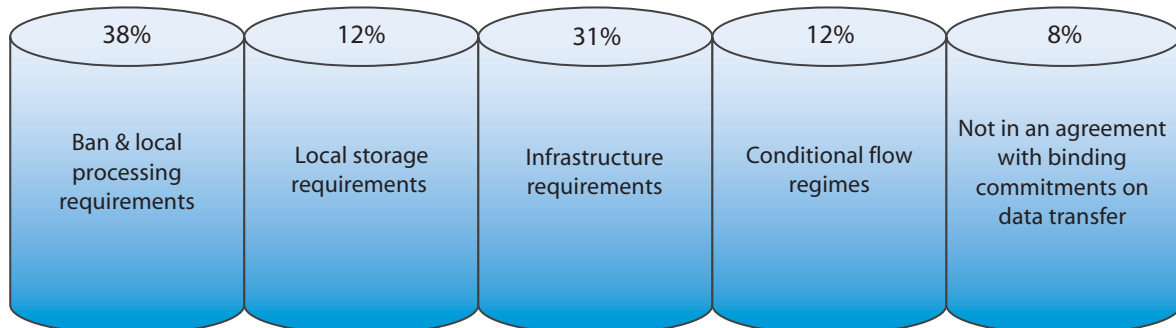 38%
12%
31%
12%
8%
Ban & local
processing
requirements
Local storage
requirements
Infrastructure
requirements
Conditional flow
regimes
Not in an agreement
with binding
commitments on
data transfer